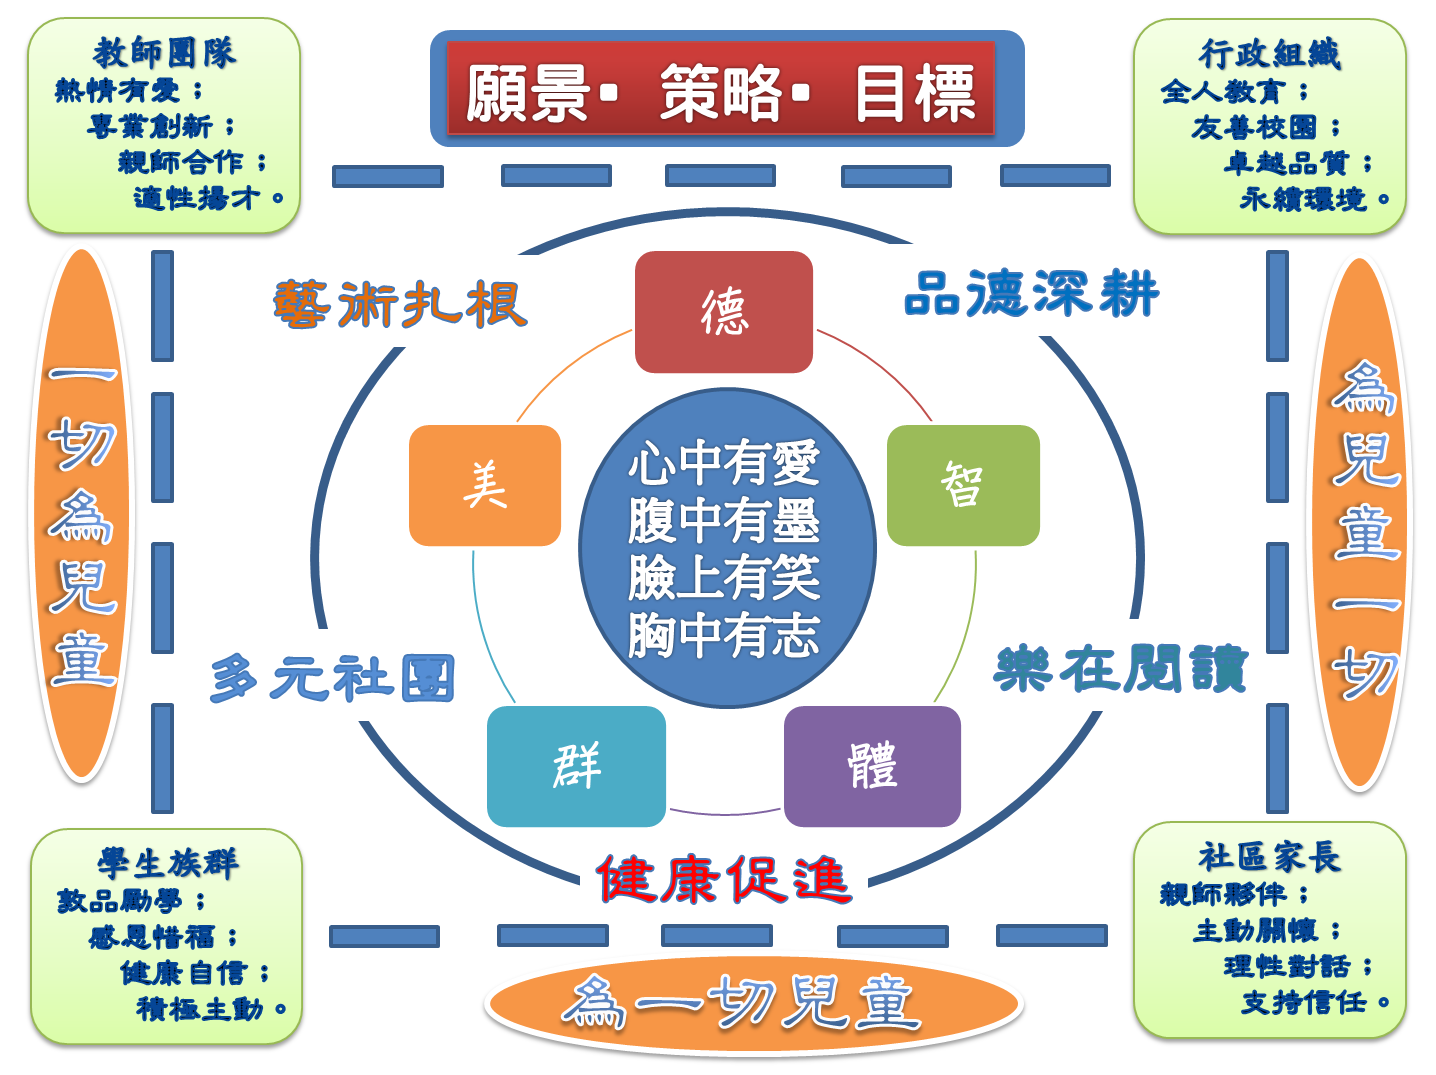 願景▪ 策略▪ 目標
教師團隊
熱情有愛；
專業創新；
親師合作；
適性揚才。
行政組織
全人教育；
友善校園；
卓越品質；
永續環境。
藝術扎根
品德深耕
德
美
智
心中有愛
腹中有墨
臉上有笑
胸中有志
一切為兒童
為兒童一切
多元社團
樂在閱讀
群
體
健康促進
學生族群
敦品勵學；
感恩惜福；
健康自信；
積極主動。
社區家長
親師夥伴；
主動關懷；
理性對話；
支持信任。
為一切兒童